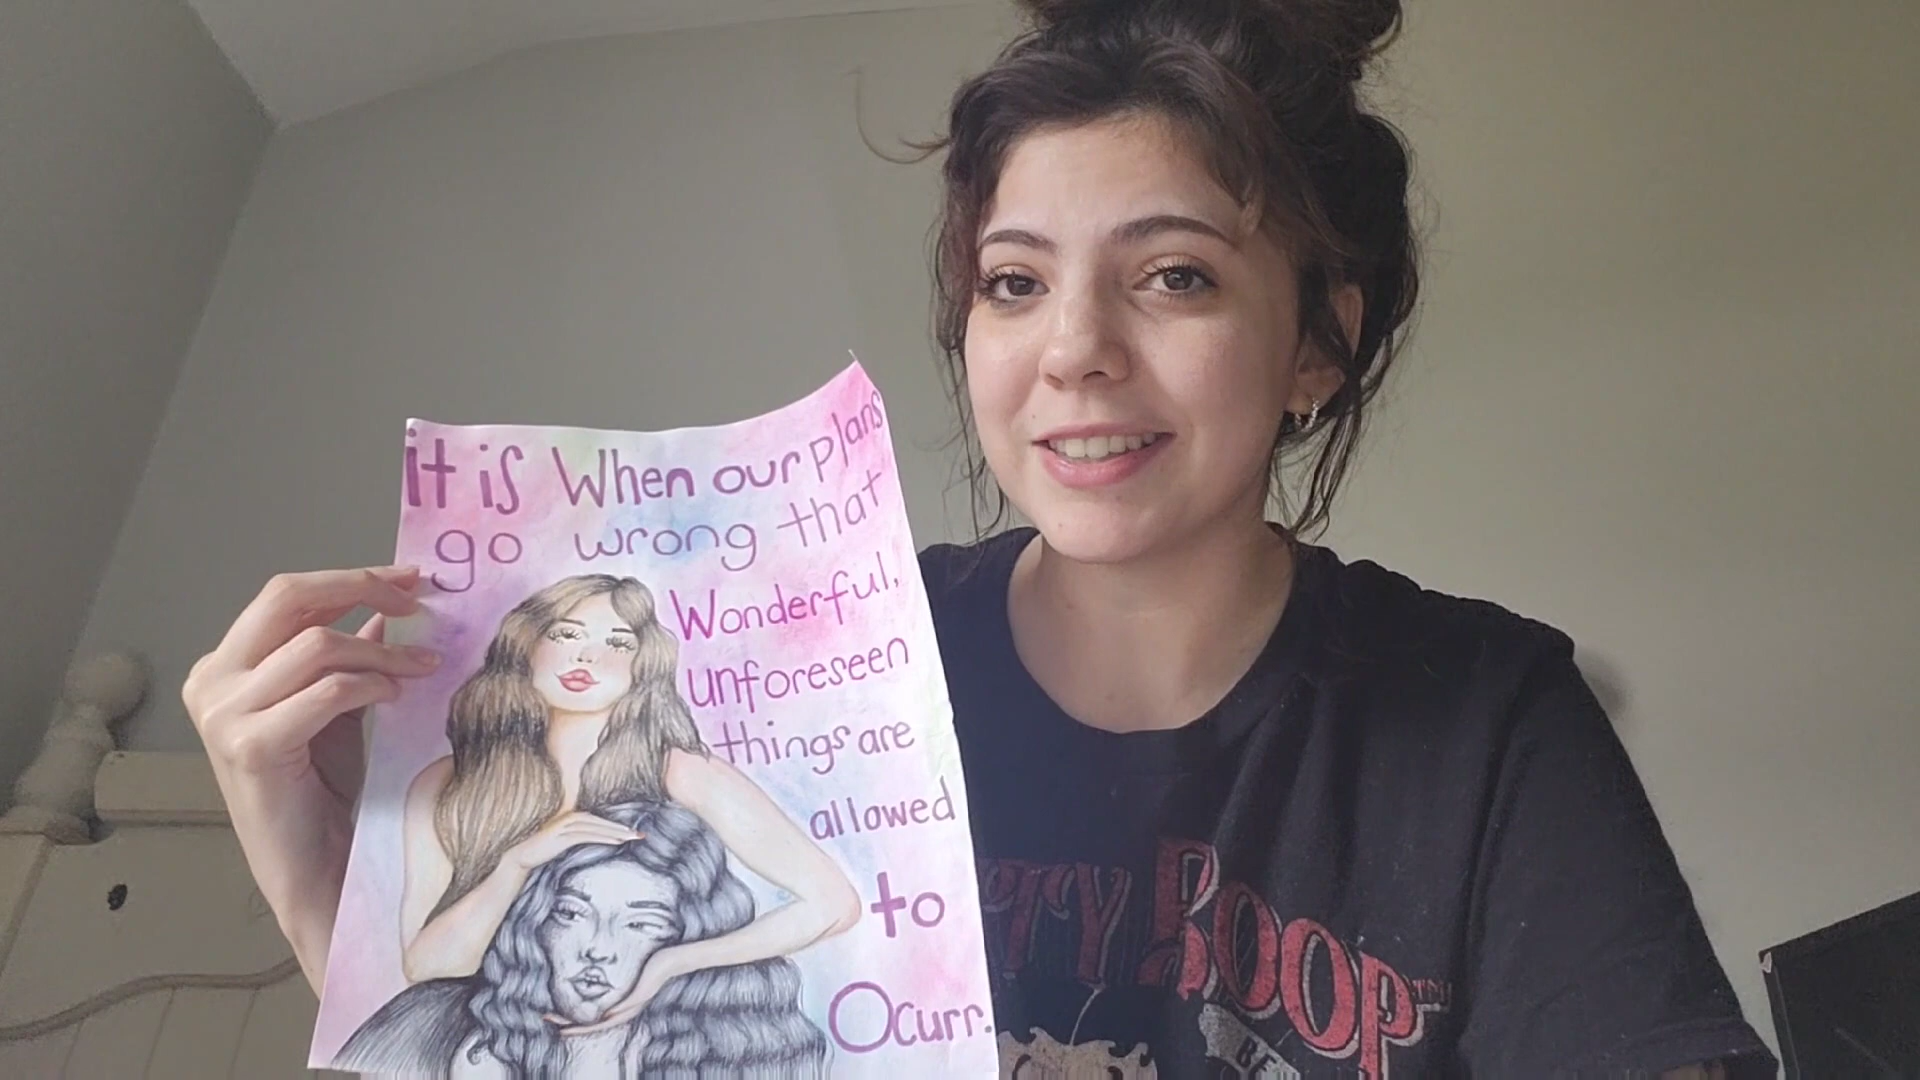 it is When our plans
go wrong that
Wonderful,
unforeseen
things are
allowed
to
Ocurr.
BOOP